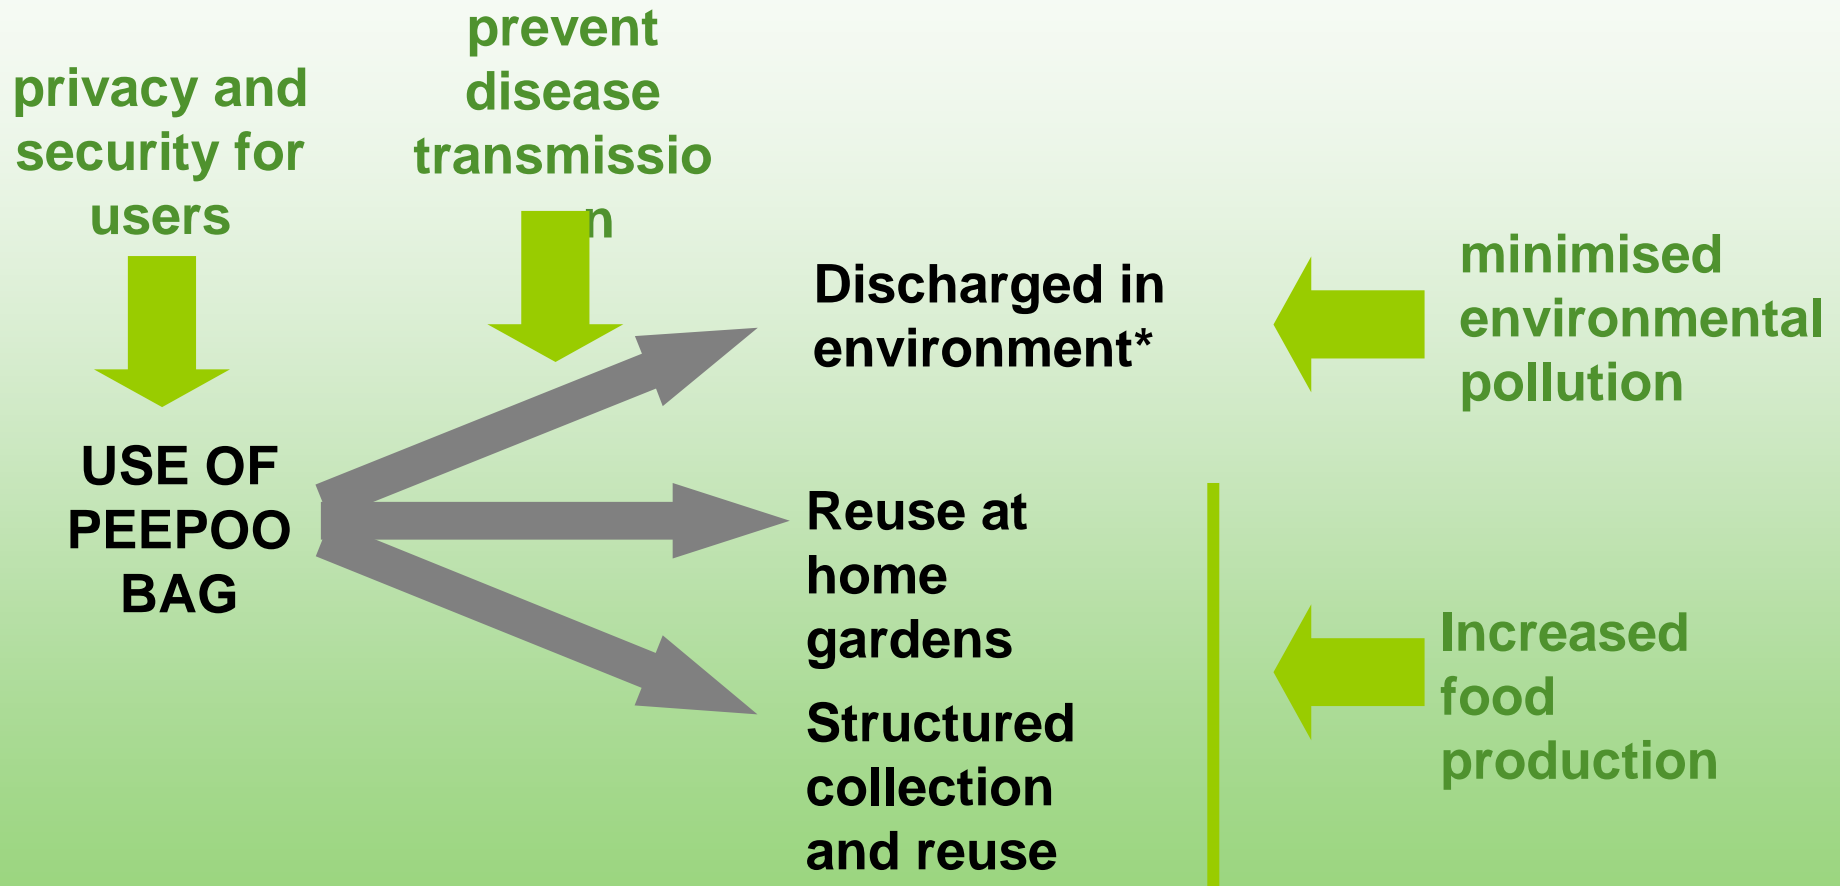 privacy and
security for
users
prevent
disease
transmissio
n
Discharged in
environment*
minimised
environmental
pollution
USE OF
PEEPOO
BAG
Reuse at
home
gardens
Increased
food
production
Structured
collection
and reuse